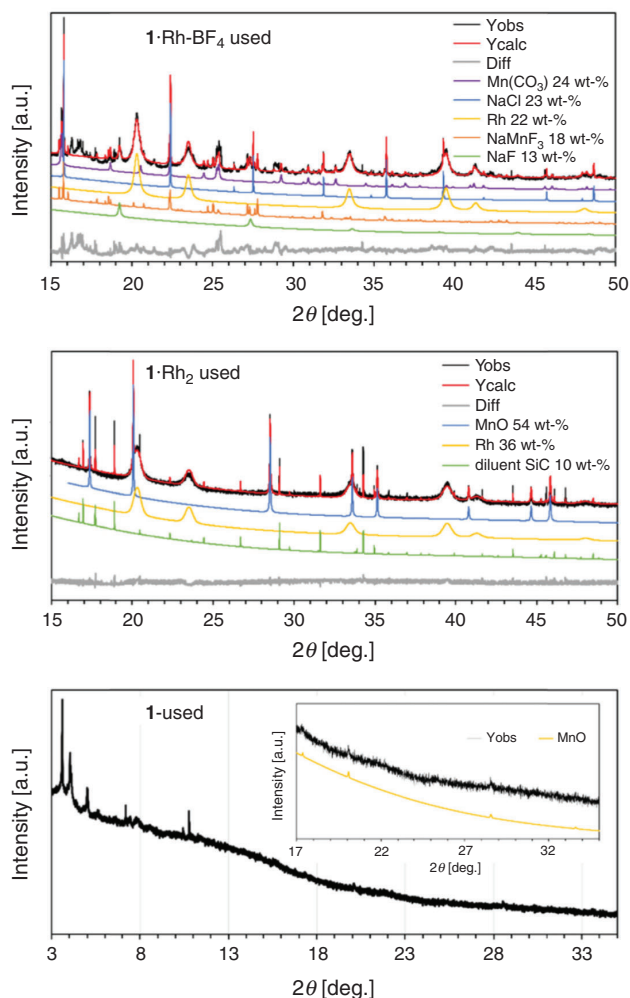 1·Rh-BF4 used
Yobs
Ycalc
Diff
Mn(CO3) 24 wt-%
NaCl 23 wt-%
Rh 22 wt-%
NaMnF3 18 wt-%
NaF 13 wt-%
Intensity [a.u.]
15 20 25 30 35 40 45 50
2θ [deg.]
1·Rh2 used
Yobs
Ycalc
Diff
MnO 54 wt-%
Rh 36 wt-%
diluent SiC 10 wt-%
Intensity [a.u.]
15 20 25 30 35 40 45 50
2θ [deg.]
1-used
Yobs MnO
Intensity [a.u.]
17 22 27 32
2θ [deg.]
Intensity [a.u.]
3 8 13 18 23 28 33
2θ [deg.]